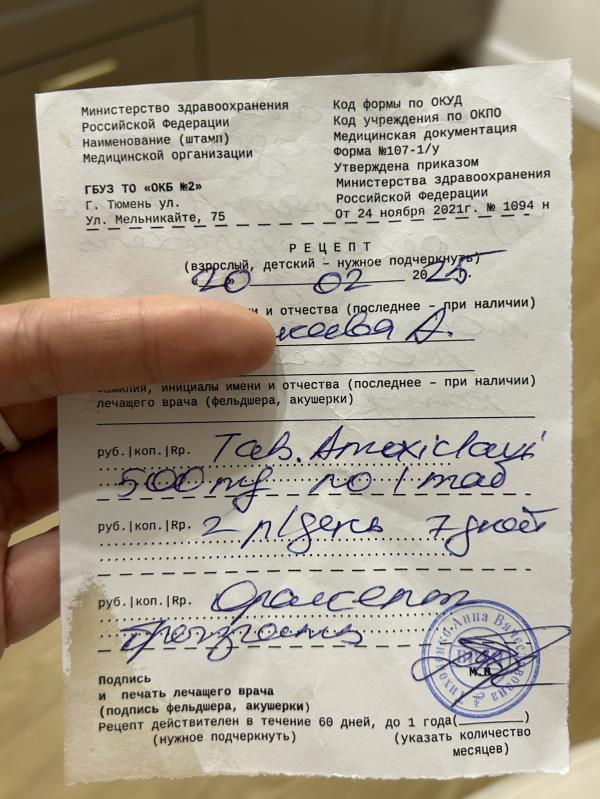 Министерство здравоохранения
Российской Федерации
Наименование (штамп)
Медицинской организации
ГБУЗ ТО «ОКБ №2»
Г. Тюмень ул.
Ул. Мельникайте, 75
Код формы по ОКУД
Код учреждения по ОКПО
Медицинская документация
Форма №107-1/у
Утверждена приказом
Министерства здравоохранения
Российской Федерации
От 24 ноября 2021г. № 1094 н
РЕЦЕПТ
(взрослый, детский – нужное подчеркнуть)
«20» 02 2025г.
и и отчества (последнее – при наличии)
А.
Фамилия, инициалы имени и отчества (последнее – при наличии)
лечащего врача (фельдшера, акушерки)
руб.|коп.|Rp. Tab. Amoxiclavi
500 mg по 1 таб
руб.|коп.|Rp. 2 р/день 7 дней
руб.|коп.|Rp. Оралсепт
Анна
М.П.
Подпись
и печать лечащего врача
(подпись фельдшера, акушерки)
Рецепт действителен в течение 60 дней, до 1 года(________)
(нужное подчеркнуть) (указать количество
месяцев)